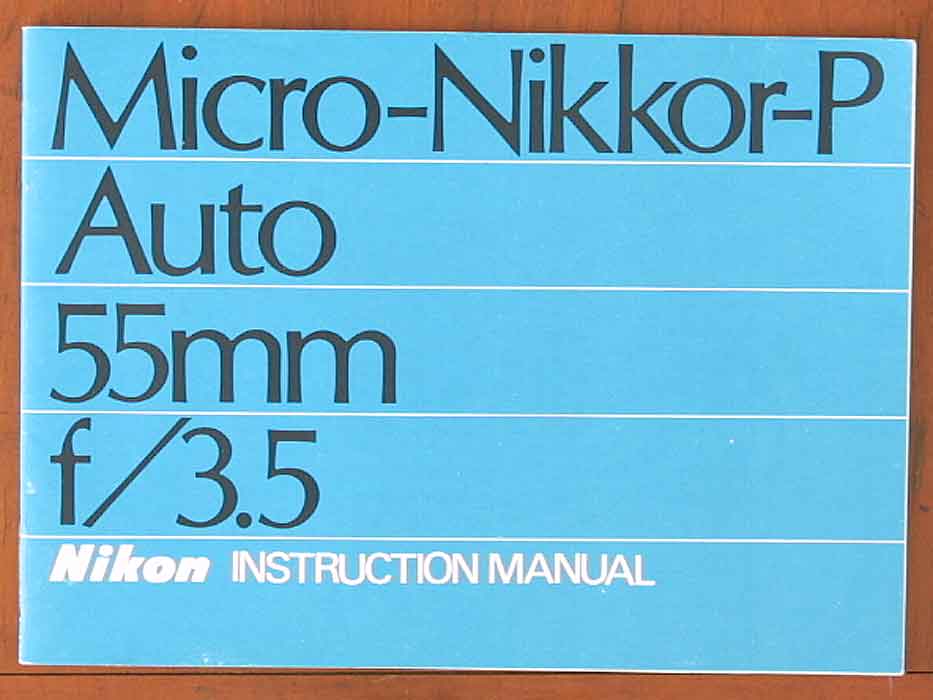 Micro-Nikkor-P
Auto
55mm
f/3.5
Nikon INSTRUCTION MANUAL